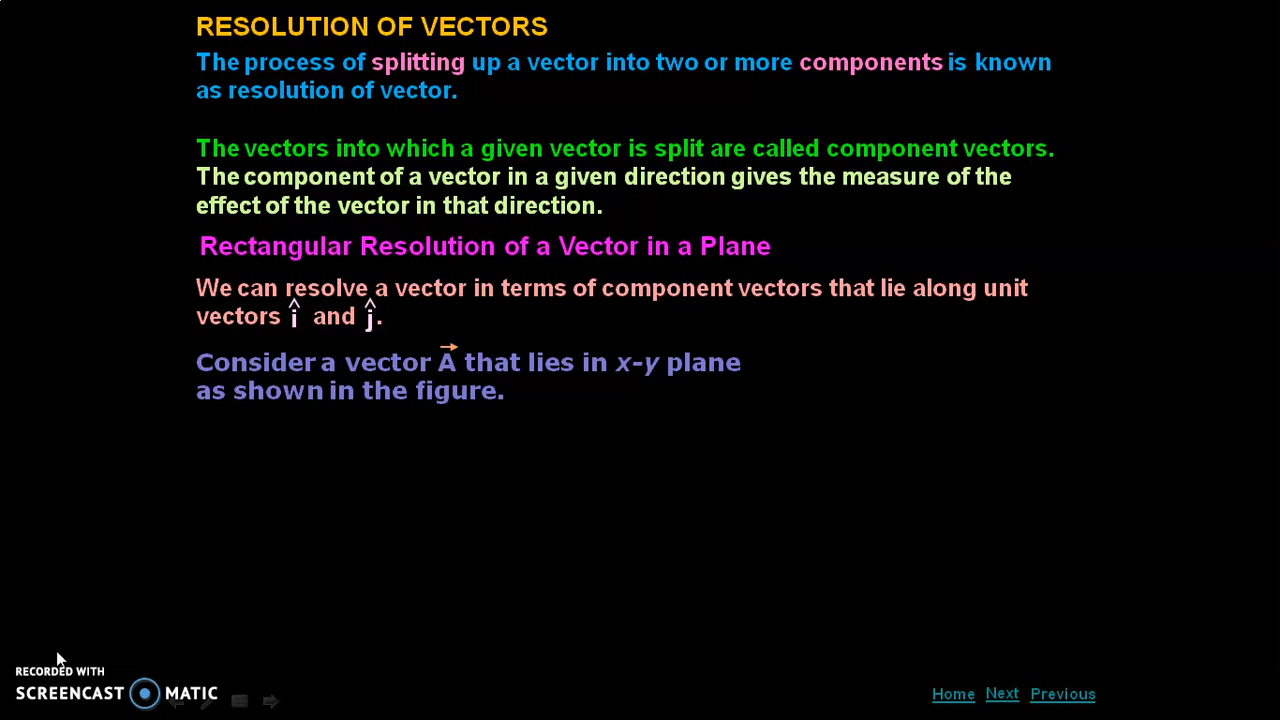 RESOLUTION OF VECTORS
The process of splitting up a vector into two or more components is known
as resolution of vector.
The vectors into which a given vector is split are called component vectors.
The component of a vector in a given direction gives the measure of the
effect of the vector in that direction.
Rectangular Resolution of a Vector in a Plane
We can resolve a vector in terms of component vectors that lie along unit
vectors î and ĵ.
Consider a vector A⃗ that lies in x-y plane
as shown in the figure.
RECORDED WITH
SCREENCAST MATIC
Home Next Previous